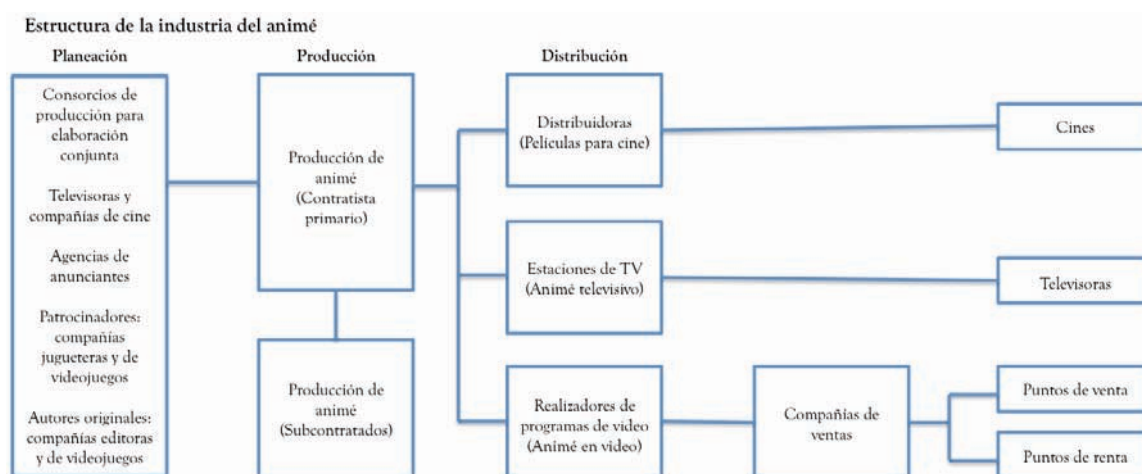 Estructura de la industria del animé
Planeación
Consorcios de
producción para
elaboración
conjunta
Televisoras y
compañías de cine
Agencias de
anunciantes
Patrocinadores:
compañías
jugueteras y de
videojuegos
Autores originales:
compañías editoras
y de videojuegos
Producción
Producción de
animé
(Contratista
primario)
Producción de
animé
(Subcontratados)
Distribución
Distribuidoras
(Películas para cine)
Estaciones de TV
(Animé televisivo)
Realizadores de
programas de video
(Animé en video)
Compañías de
ventas
Cines
Televisoras
Puntos de venta
Puntos de renta